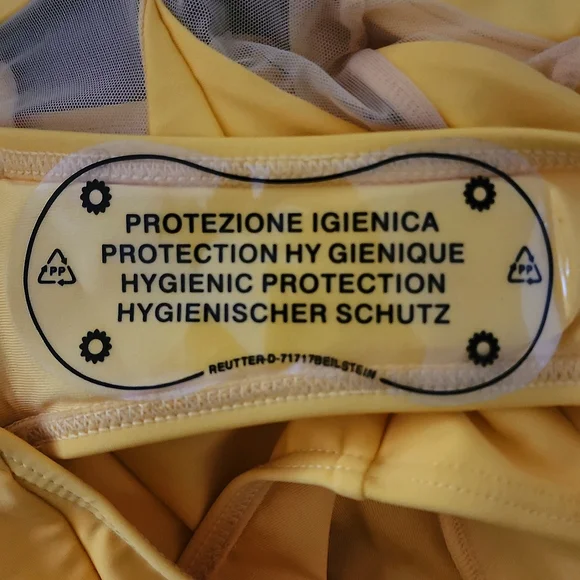 PROTEZIONE IGIENICA
PROTECTION HY GIENIQUE
PP
PP
HYGIENIC PROTECTION
HYGIENISCHER SCHUTZ
REUTTER-D-71717BEILSTEIN